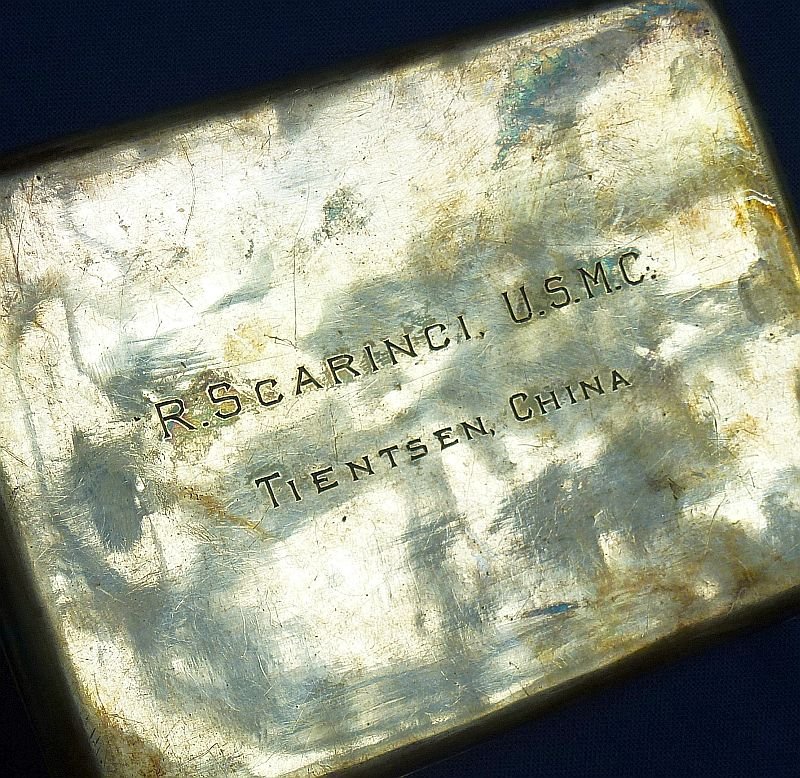 R. SCARINCI, U.S.M.C.
TIENTSEN, CHINA